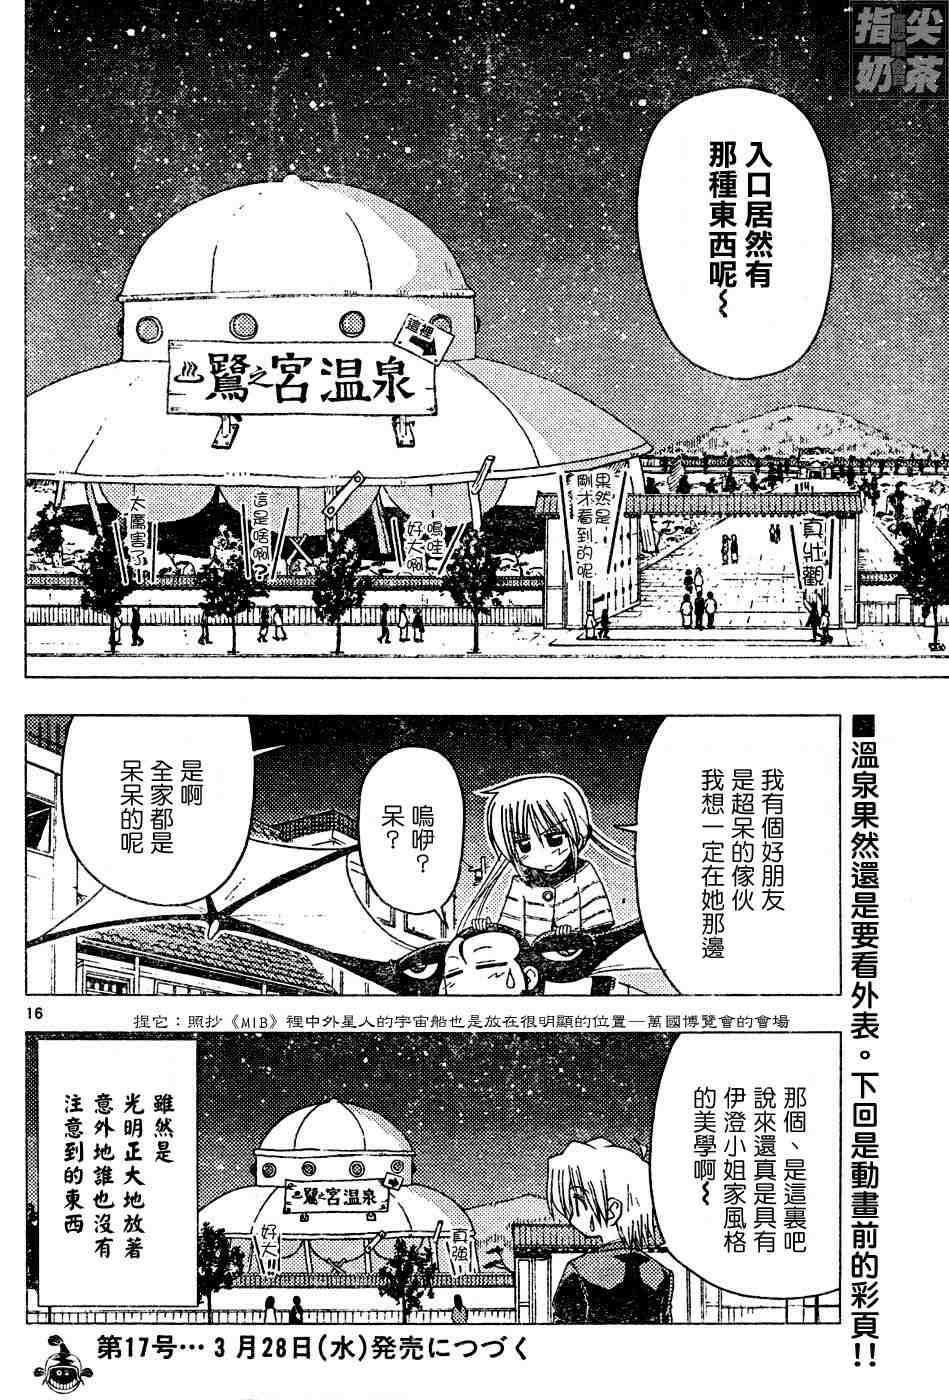 指尖
奶茶
入口居然有
那種東西呢~
這裡
鷺之宮温泉
果然是
剛才看到的呢
真壯觀
嗚哇
好大啊
這是啥啊?
太厲害了
我有個好朋友
是超呆的傢伙
我想一定在她那邊
嗚咿?
呆?
是啊
全家都是
呆呆的呢
16
捏它：照抄《MIB》裡中外星人的宇宙船也是放在很明顯的位置—萬國博覽會的會場
那個、是這裏吧
說來還真是具有
伊澄小姐家風格
的美學啊~
鷺之宮温泉
真強
好大!!
雖然是
光明正大地放著
意外地誰也沒有
注意到的東西
■溫泉果然還是要看外表。下回是動畫前的彩頁!!
第17号…3月28日(水)発売につづく